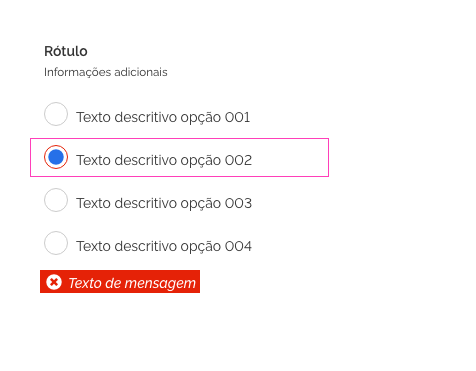 Rótulo
Informações adicionais
Texto descritivo opção 001
Texto descritivo opção 002
Texto descritivo opção 003
Texto descritivo opção 004
Texto de mensagem